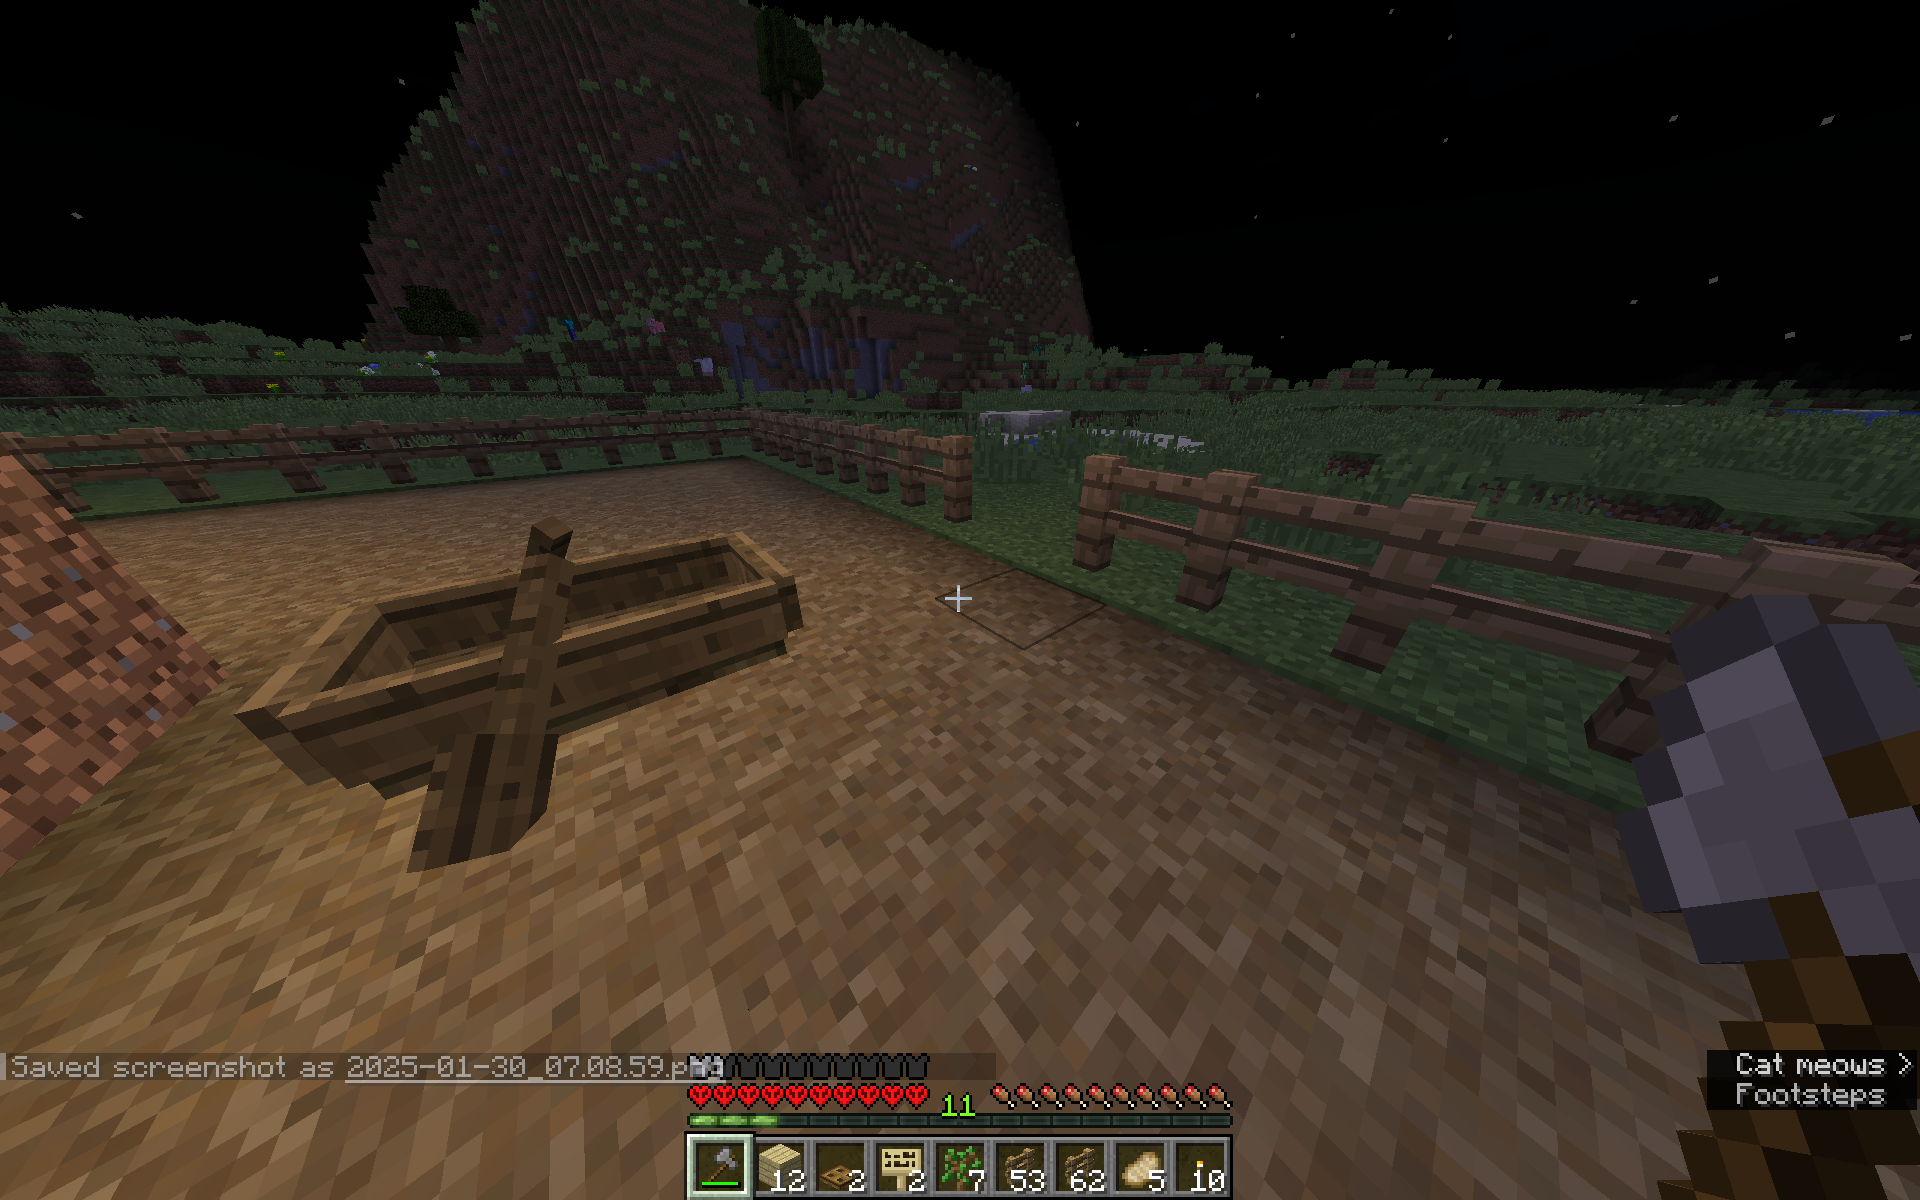 Saved screenshot as 2025-01-30_07.08.59.png
Cat meows >
Footsteps
11
12 2 2 7 53 62 5 10